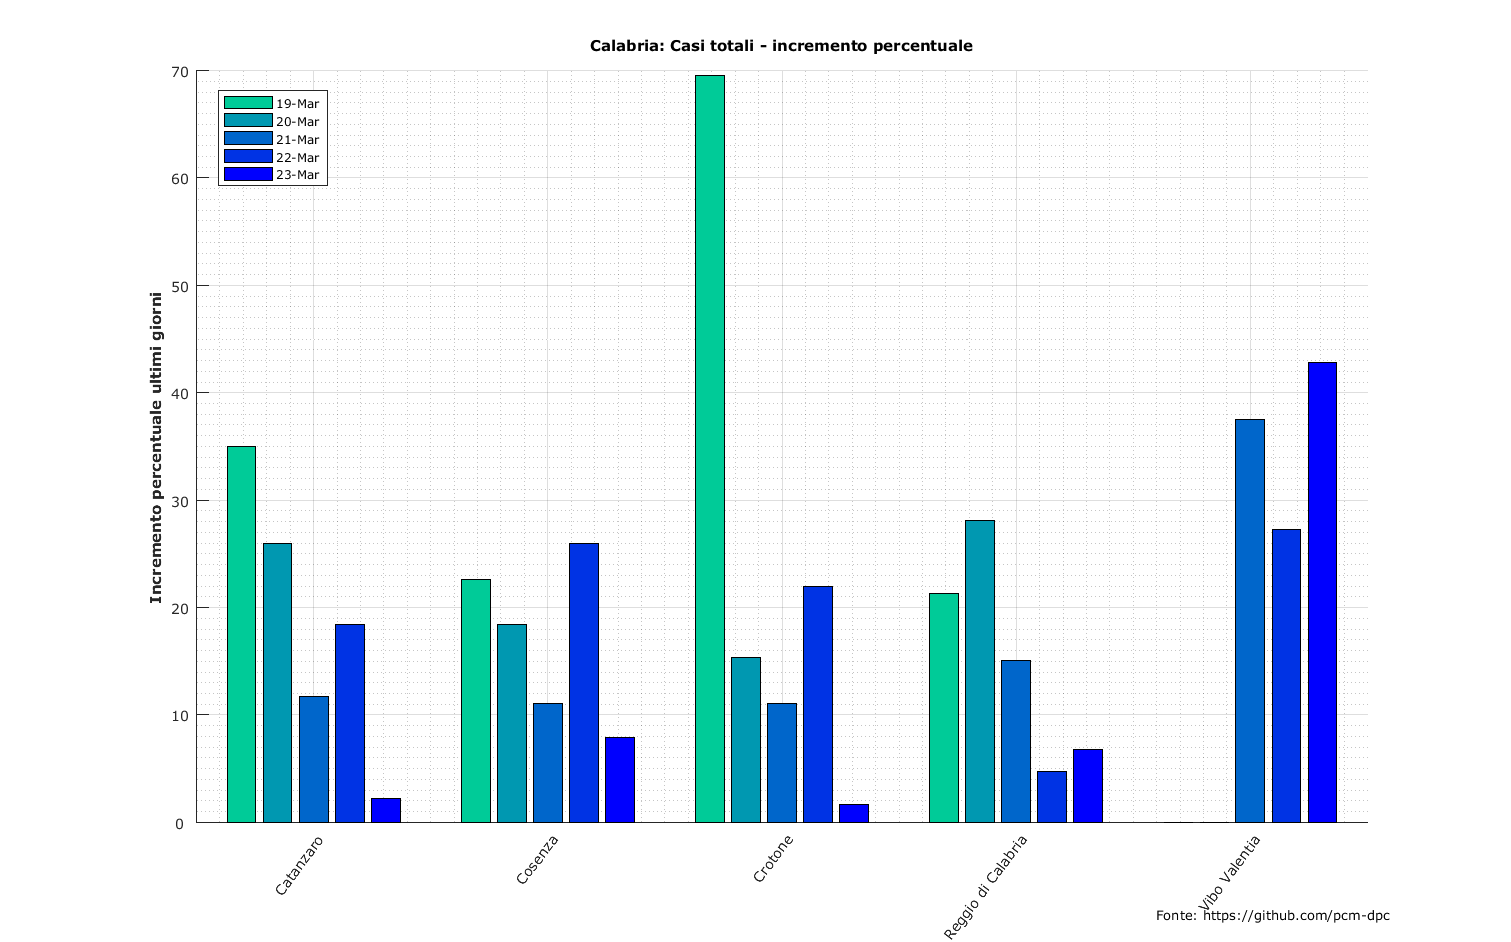 Calabria: Casi totali - incremento percentuale
70
60
50
40
30
20
10
0
Incremento percentuale ultimi giorni
19-Mar
20-Mar
21-Mar
22-Mar
23-Mar
Catanzaro
Cosenza
Crotone
Reggio di Calabria
Vibo Valentia
Fonte: https://github.com/pcm-dpc